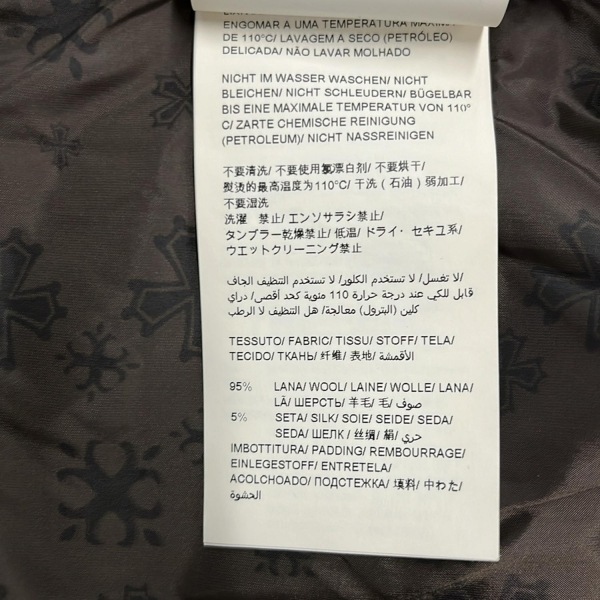 ENGOMAR A UMA TEMPERATURA MÁXIMA
DE 110°C/ LAVAGEM A SECO (PETRÓLEO)
DELICADA/ NÃO LAVAR MOLHADO
NICHT IM WASSER WASCHEN/ NICHT
BLEICHEN/ NICHT SCHLEUDERN/ BÜGELBAR
BIS EINE MAXIMALE TEMPERATUR VON 110°
C/ ZARTE CHEMISCHE REINIGUNG
(PETROLEUM)/ NICHT NASSREINIGEN
不要清洗/ 不要使用氯漂白剂/ 不要烘干/
熨烫的最高温度为110°C/ 干洗 ( 石油 ) 弱加工/
不要湿洗
洗濯 禁止/ エンソサラシ禁止/
タンブラー乾燥禁止/ 低温/ ドライ・ セキユ系/
ウエットクリーニング禁止
/لا تغسل/ لا تستخدم الكلور/ لا تستخدم التنظيف الجاف
قابل للكي عند درجة حرارة 110 مئوية كحد أقصى/ دراي
كلين (البترول) معالجة/ هل التنظيف لا الرطب
TESSUTO/ FABRIC/ TISSU/ STOFF/ TELA/
TECIDO/ ТКАНЬ/ 纤维/ 表地/ الأقمشة
95% LANA/ WOOL/ LAINE/ WOLLE/ LANA/
LÃ/ ШЕРСТЬ/ 羊毛/ 毛/ صوف
5% SETA/ SILK/ SOIE/ SEIDE/ SEDA/
SEDA/ ШЕЛК / 丝绸/ 絹/ حري
IMBOTTITURA/ PADDING/ REMBOURRAGE/
EINLEGESTOFF/ ENTRETELA/
ACOLCHOADO/ ПОДСТЕЖКА/ 填料/ 中わた/
الحشوة